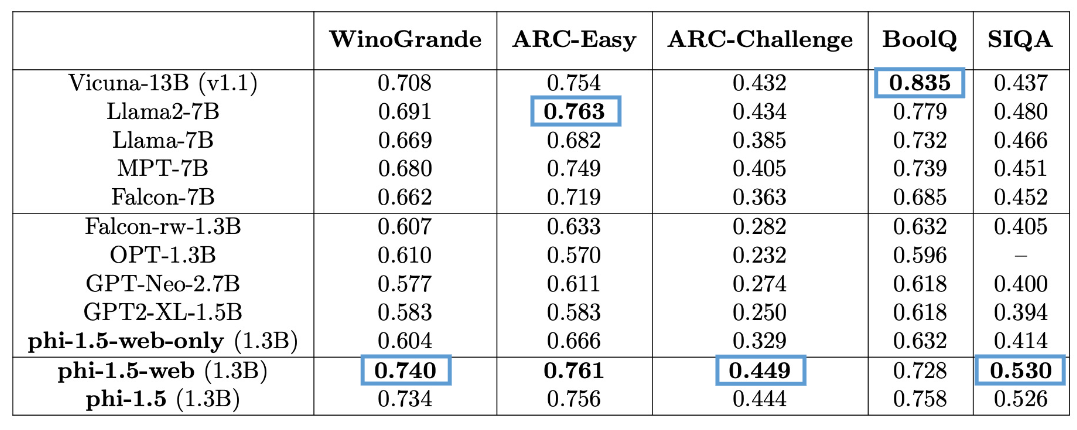 WinoGrande ARC-Easy ARC-Challenge BoolQ SIQA
Vicuna-13B (v1.1) 0.708 0.754 0.432 0.835 0.437
Llama2-7B 0.691 0.763 0.434 0.779 0.480
Llama-7B 0.669 0.682 0.385 0.732 0.466
MPT-7B 0.680 0.749 0.405 0.739 0.451
Falcon-7B 0.662 0.719 0.363 0.685 0.452
Falcon-rw-1.3B 0.607 0.633 0.282 0.632 0.405
OPT-1.3B 0.610 0.570 0.232 0.596 –
GPT-Neo-2.7B 0.577 0.611 0.274 0.618 0.400
GPT2-XL-1.5B 0.583 0.583 0.250 0.618 0.394
phi-1.5-web-only (1.3B) 0.604 0.666 0.329 0.632 0.414
phi-1.5-web (1.3B) 0.740 0.761 0.449 0.728 0.530
phi-1.5 (1.3B) 0.734 0.756 0.444 0.758 0.526